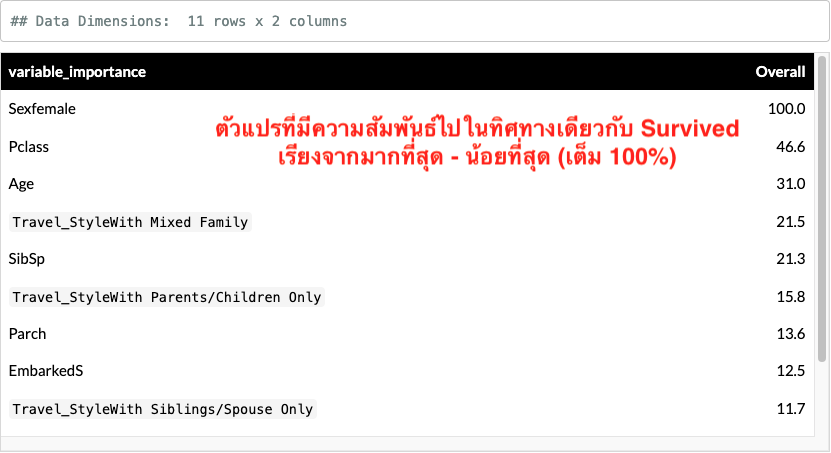 ## Data Dimensions:  11 rows x 2 columns
variable_importance Overall
Sexfemale 100.0
ตัวแปรที่มีความสัมพันธ์ไปในทิศทางเดียวกับ Survived
Pclass 46.6
เรียงจากมากที่สุด - น้อยที่สุด (เต็ม 100%)
Age 31.0
Travel_StyleWith Mixed Family 21.5
SibSp 21.3
Travel_StyleWith Parents/Children Only 15.8
Parch 13.6
EmbarkedS 12.5
Travel_StyleWith Siblings/Spouse Only 11.7